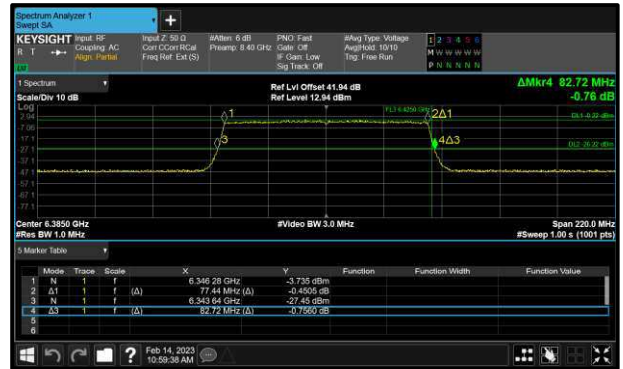 Spectrum Analyzer 1
Swept SA
+
KEYSIGHT Input: RF Input Z: 50 Ω #Atten: 6 dB PNO: Fast #Avg Type: Voltage 1 2 3 4 5 6
R T Coupling: AC Corr CCorr RCal Preamp: 8.40 GHz Gate: Off Avg|Hold: 10/10 M W W W W W
Align: Partial Freq Ref: Ext (S) IF Gain: Low Trig: Free Run P N N N N N
Sig Track: Off
1 Spectrum Ref Lvl Offset 41.94 dB ΔMkr4 82.72 MHz
Scale/Div 10 dB Ref Level 12.94 dBm -0.76 dB
Log
2.94
-7.06
-17.1
-27.1
-37.1
-47.1
-57.1
-67.1
-77.1
1
2Δ1
3
4Δ3
Center 6.3850 GHz #Video BW 3.0 MHz Span 220.0 MHz
#Res BW 1.0 MHz #Sweep 1.00 s (1001 pts)
5 Marker Table
Mode Trace Scale X Y Function Function Width Function Value
1 N 1 f 6.346 28 GHz -3.735 dBm
2 Δ1 1 f (Δ) 77.44 MHz (Δ) -0.4505 dB
3 N 1 f 6.343 64 GHz -27.45 dBm
4 Δ3 1 f (Δ) 82.72 MHz (Δ) -0.7560 dB
5
6
? Feb 14, 2023
10:59:38 AM